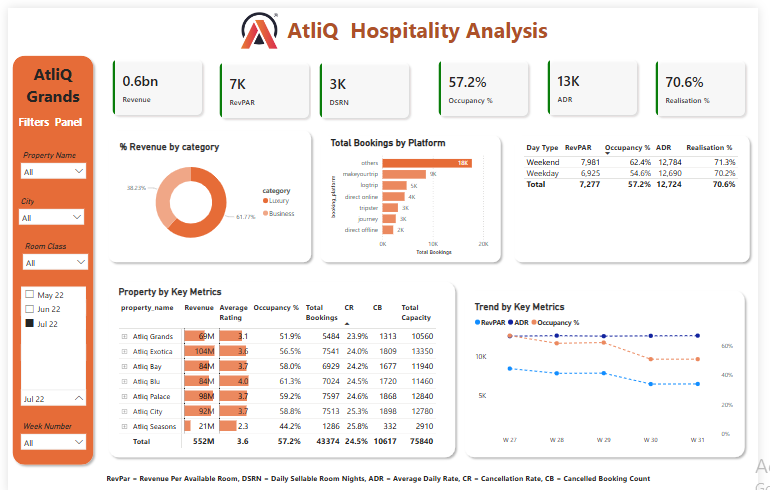 AtliQ Hospitality Analysis
AtliQ
Grands
Filters Panel
Property Name
All
City
All
Room Class
All
May 22
Jun 22
Jul 22
Jul 22
Week Number
All
0.6bn
Revenue
7K
RevPAR
3K
DSRN
57.2%
Occupancy %
13K
ADR
70.6%
Realisation %
% Revenue by category
38.23%
61.77%
category
Luxury
Business
Total Bookings by Platform
booking_platform
others 18K
makeyourtrip 9K
logtrip 5K
direct online 4K
tripster 3K
journey 3K
direct offline 2K
0K 10K 20K
Total Bookings
Day Type RevPAR Occupancy % ADR Realisation %
Weekend 7,981 62.4% 12,784 71.3%
Weekday 6,925 54.6% 12,690 70.2%
Total 7,277 57.2% 12,724 70.6%
Property by Key Metrics
property_name Revenue Average Rating Occupancy % Total Bookings CR CB Total Capacity
Atliq Grands 69M 3.1 51.9% 5484 23.9% 1313 10560
Atliq Exotica 104M 3.6 56.5% 7541 24.0% 1809 13350
Atliq Bay 84M 3.7 58.0% 6929 24.2% 1677 11940
Atliq Blu 84M 4.0 61.3% 7024 24.5% 1720 11460
Atliq Palace 98M 3.7 59.2% 7597 24.6% 1868 12840
Atliq City 92M 3.7 58.8% 7513 25.3% 1898 12780
Atliq Seasons 21M 2.3 44.2% 1286 25.8% 332 2910
Total 552M 3.6 57.2% 43374 24.5% 10617 75840
Trend by Key Metrics
RevPAR ADR Occupancy %
10K
5K
60%
40%
20%
0%
W 27 W 28 W 29 W 30 W 31
RevPar = Revenue Per Available Room, DSRN = Daily Sellable Room Nights, ADR = Average Daily Rate, CR = Cancellation Rate, CB = Cancelled Booking Count